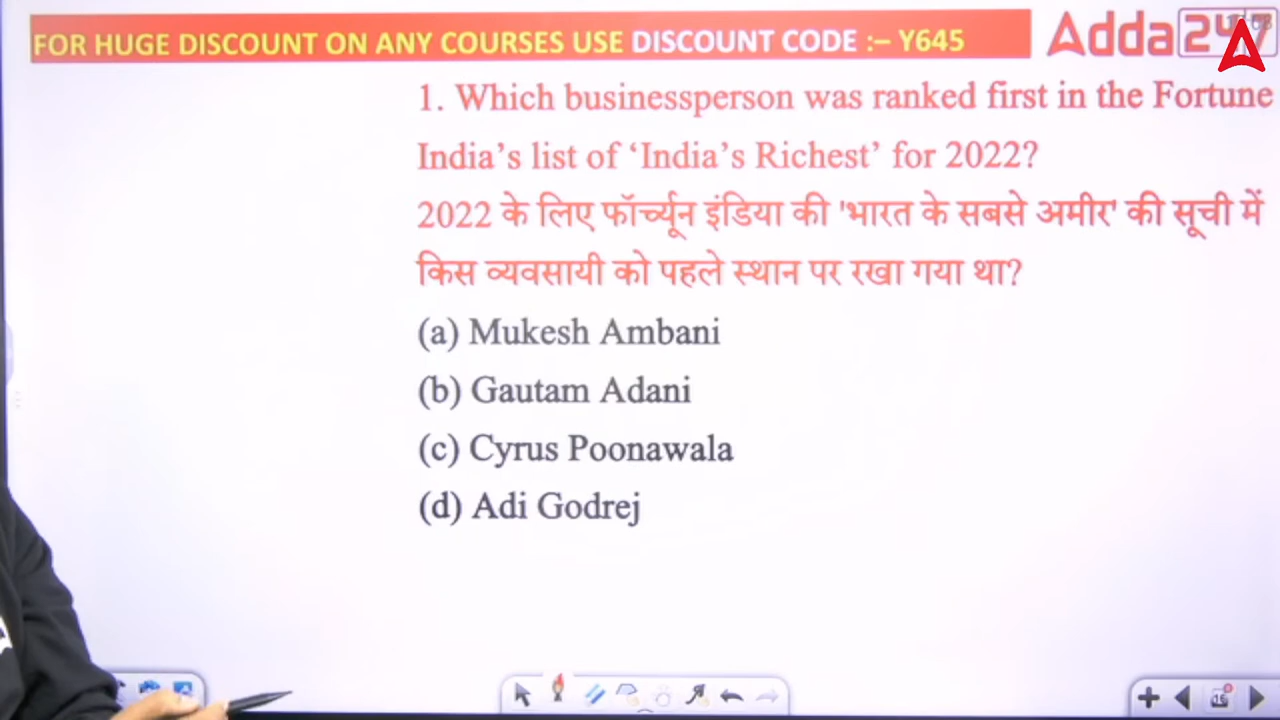 FOR HUGE DISCOUNT ON ANY COURSES USE DISCOUNT CODE :– Y645
Adda247
1. Which businessperson was ranked first in the Fortune
India’s list of ‘India’s Richest’ for 2022?
2022 के लिए फॉर्च्यून इंडिया की 'भारत के सबसे अमीर' की सूची में
किस व्यवसायी को पहले स्थान पर रखा गया था?
(a) Mukesh Ambani
(b) Gautam Adani
(c) Cyrus Poonawala
(d) Adi Godrej
16